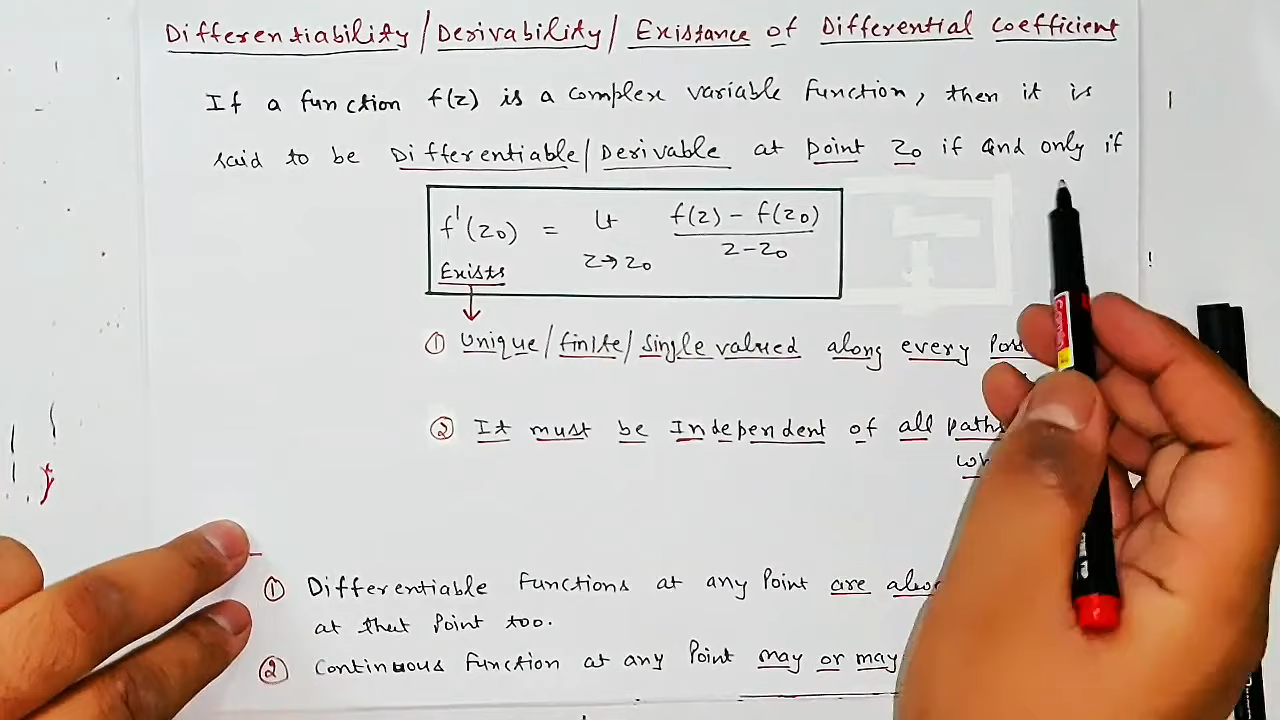 Differentiability/Derivability/Existance of Differential Coefficient
If a function f(z) is a complex variable function, then it is
said to be Differentiable/Derivable at point z₀ if and only if
f'(z₀) = Lt f(z) - f(z₀)
z→z₀ z-z₀
Exists
① Unique/finite/Single valued along every
② It must be Independent of all paths
① Differentiable functions at any Point are
at that Point too.
② Continuous function at any Point may or may